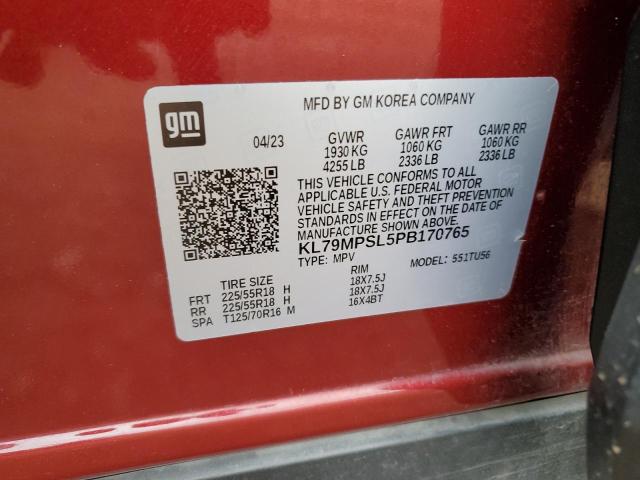 MFD BY GM KOREA COMPANY
gm
04/23 GVWR GAWR FRT GAWR RR
1930 KG 1060 KG 1060 KG
4255 LB 2336 LB 2336 LB
THIS VEHICLE CONFORMS TO ALL
APPLICABLE U.S. FEDERAL MOTOR
VEHICLE SAFETY AND THEFT PREVENTION
STANDARDS IN EFFECT ON THE DATE OF
MANUFACTURE SHOWN ABOVE.
KL79MPSL5PB170765
TYPE: MPV MODEL: 551TU56
TIRE SIZE RIM
FRT 225/55R18 H 18X7.5J
RR 225/55R18 H 18X7.5J
SPA T125/70R16 M 16X4BT